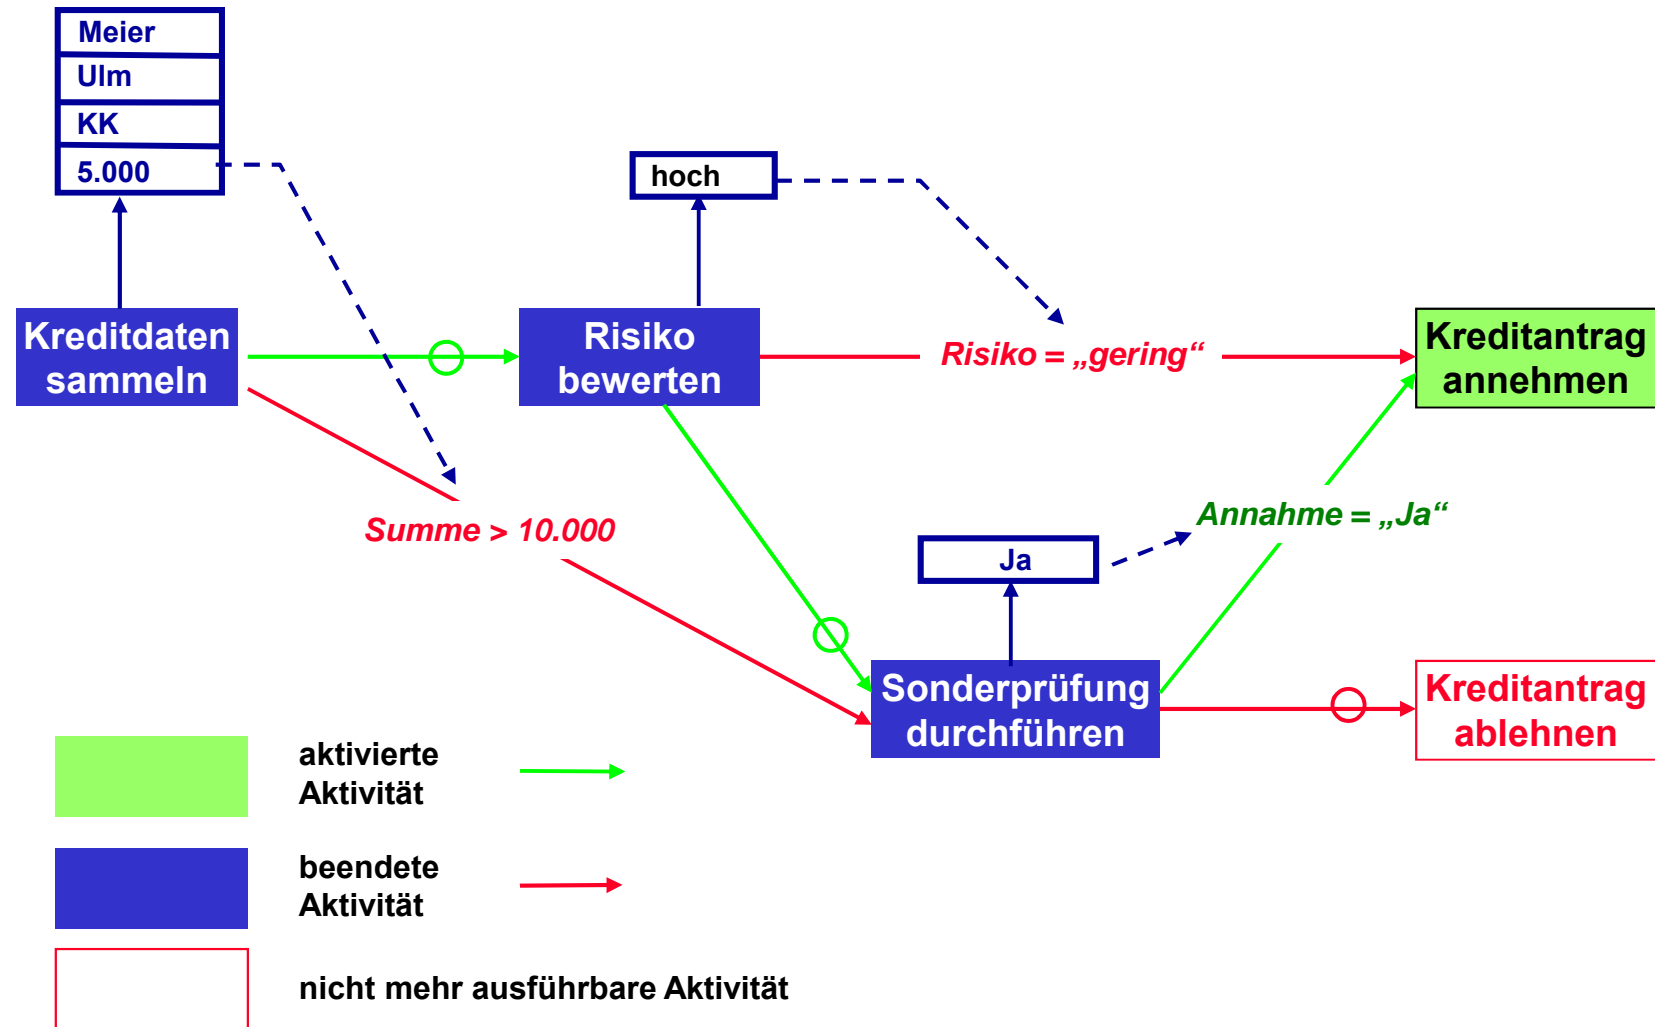 Meier
Ulm
KK
5.000
hoch
Kreditdaten
sammeln
Risiko
bewerten
Risiko = „gering“
Kreditantrag
annehmen
Summe > 10.000
Annahme = „Ja“
Ja
Sonderprüfung
durchführen
Kreditantrag
ablehnen
aktivierte
Aktivität
beendete
Aktivität
nicht mehr ausführbare Aktivität